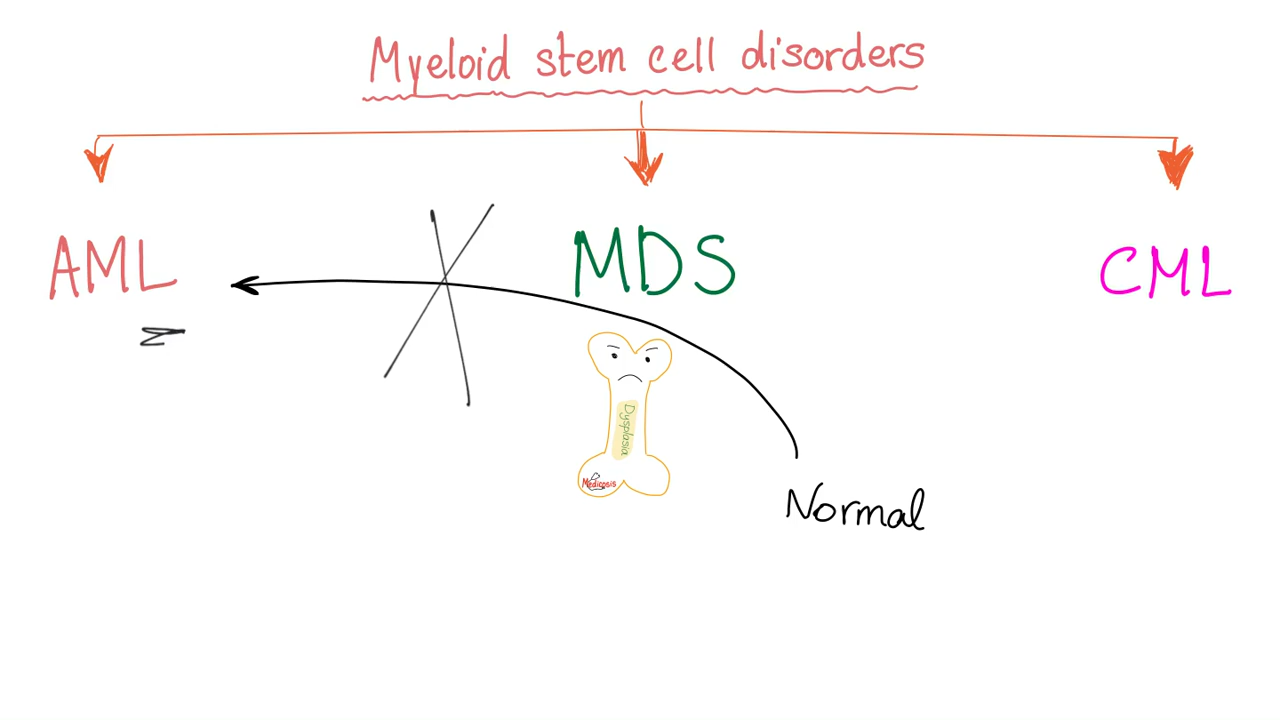 Myeloid stem cell disorders
AML
MDS
CML
Dysplasia
Medicosis
Normal